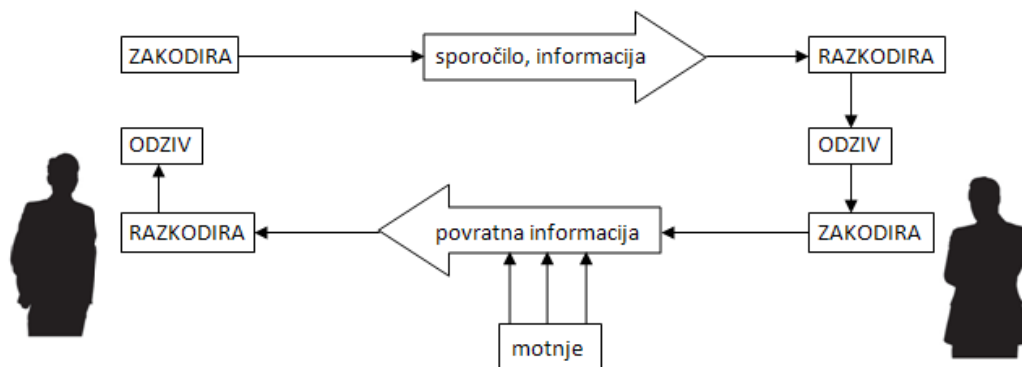 ZAKODIRA
sporočilo, informacija
RAZKODIRA
ODZIV
ODZIV
RAZKODIRA
povratna informacija
ZAKODIRA
motnje